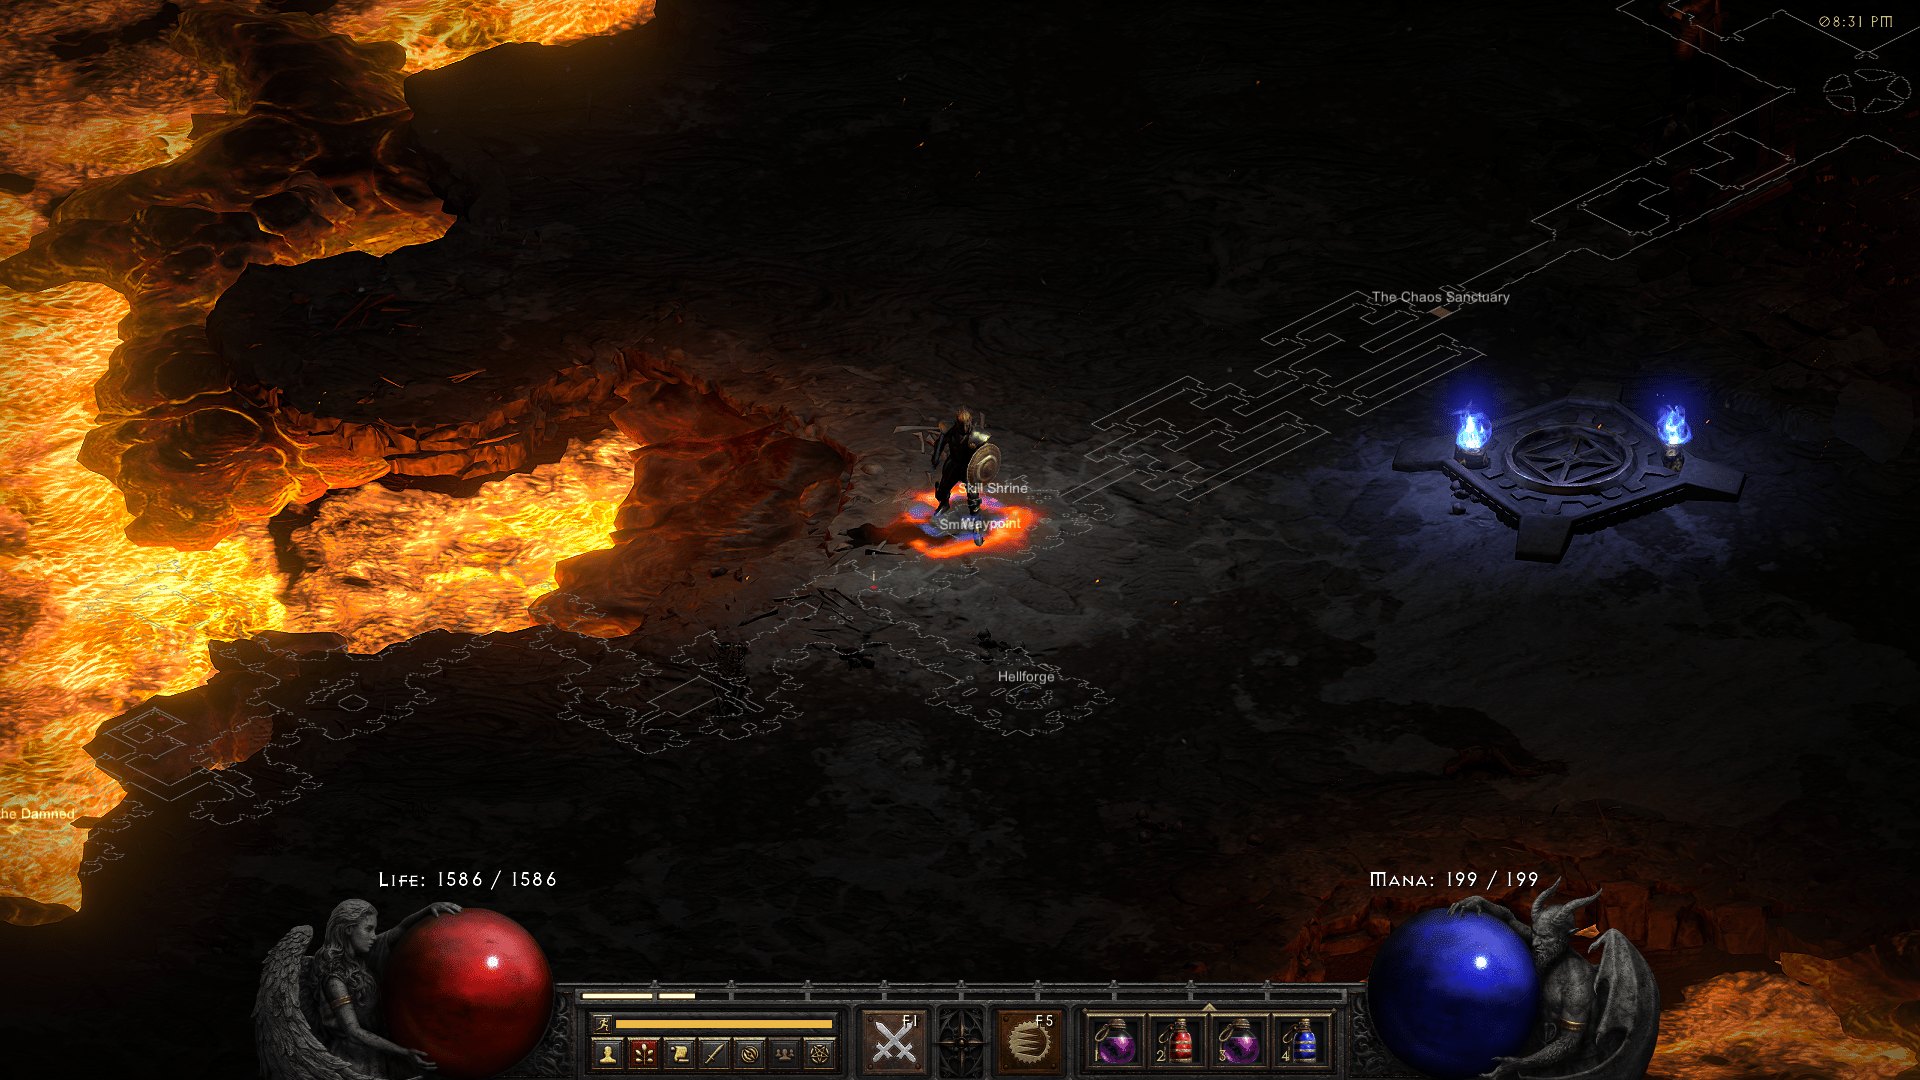 08:31 PM
The Chaos Sanctuary
Skill Shrine
Waypoint
Hellforge
he Damned
Life: 1586 / 1586
Mana: 199 / 199
F1
F5
1
2
3
4